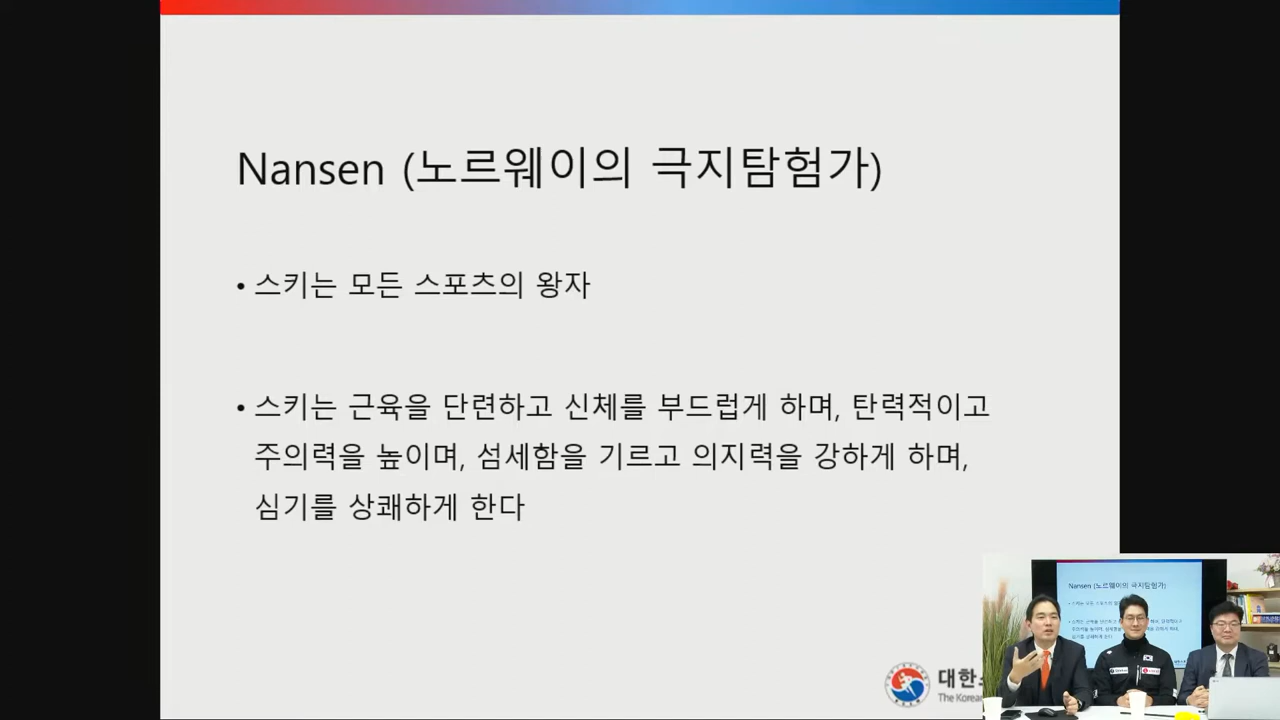 Nansen (노르웨이의 극지탐험가)
• 스키는 모든 스포츠의 왕자
• 스키는 근육을 단련하고 신체를 부드럽게 하며, 탄력적이고
주의력을 높이며, 섬세함을 기르고 의지력을 강하게 하며,
심기를 상쾌하게 한다
대한
The Korean
Nansen (노르웨이의 극지탐험가)